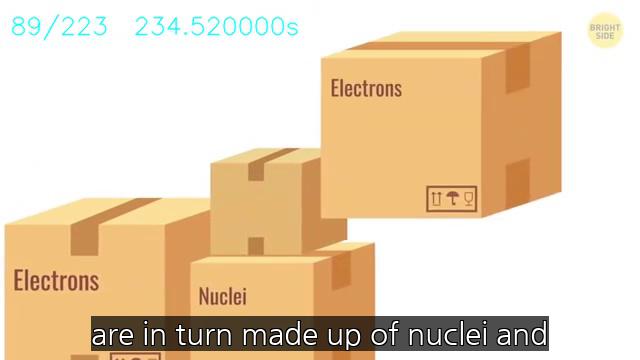 89/223 234.520000s
BRIGHT
SIDE
Electrons
Electrons
Nuclei
are in turn made up of nuclei and